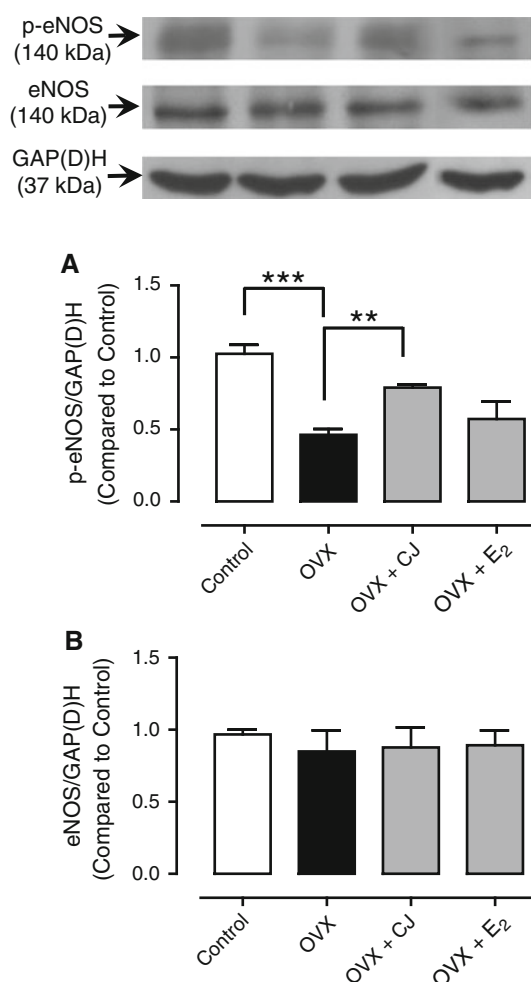 p-eNOS
(140 kDa)
eNOS
(140 kDa)
GAP(D)H
(37 kDa)
A
p-eNOS/GAP(D)H
(Compared to Control)
1.5
1.0
0.5
0.0
***
**
Control
OVX
OVX + CJ
OVX + E₂
B
eNOS/GAP(D)H
(Compared to Control)
1.5
1.0
0.5
0.0
Control
OVX
OVX + CJ
OVX + E₂